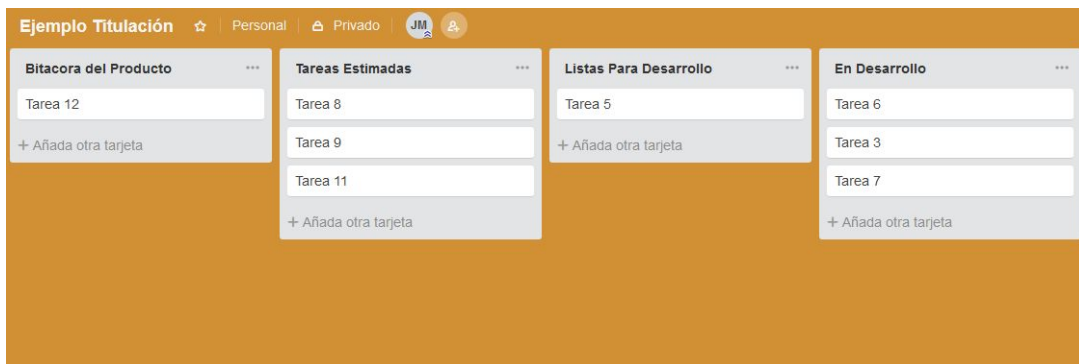 Ejemplo Titulación Personal Privado JM
Bitacora del Producto
Tarea 12
+ Añada otra tarjeta
Tareas Estimadas
Tarea 8
Tarea 9
Tarea 11
+ Añada otra tarjeta
Listas Para Desarrollo
Tarea 5
+ Añada otra tarjeta
En Desarrollo
Tarea 6
Tarea 3
Tarea 7
+ Añada otra tarjeta